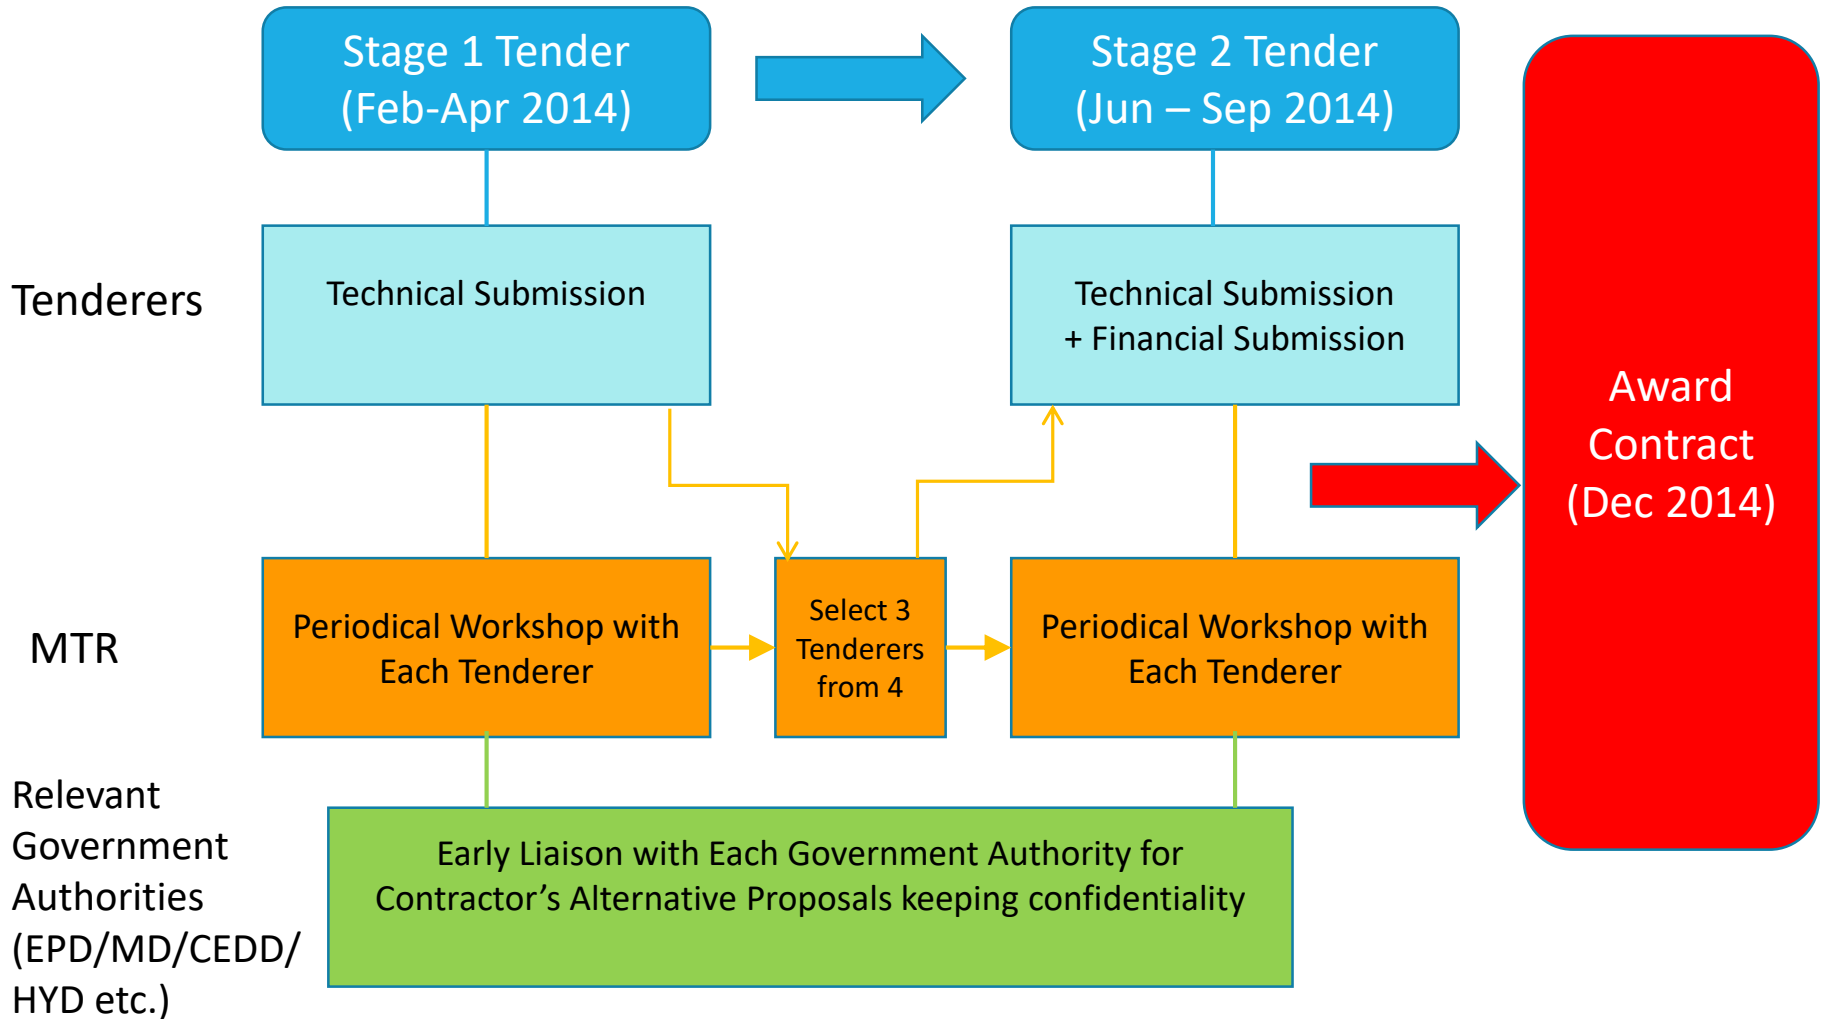 Stage 1 Tender
(Feb-Apr 2014)
Stage 2 Tender
(Jun – Sep 2014)
Tenderers
Technical Submission
Technical Submission
+ Financial Submission
Award
Contract
(Dec 2014)
MTR
Periodical Workshop with
Each Tenderer
Select 3
Tenderers
from 4
Periodical Workshop with
Each Tenderer
Relevant
Government
Authorities
(EPD/MD/CEDD/
HYD etc.)
Early Liaison with Each Government Authority for
Contractor’s Alternative Proposals keeping confidentiality